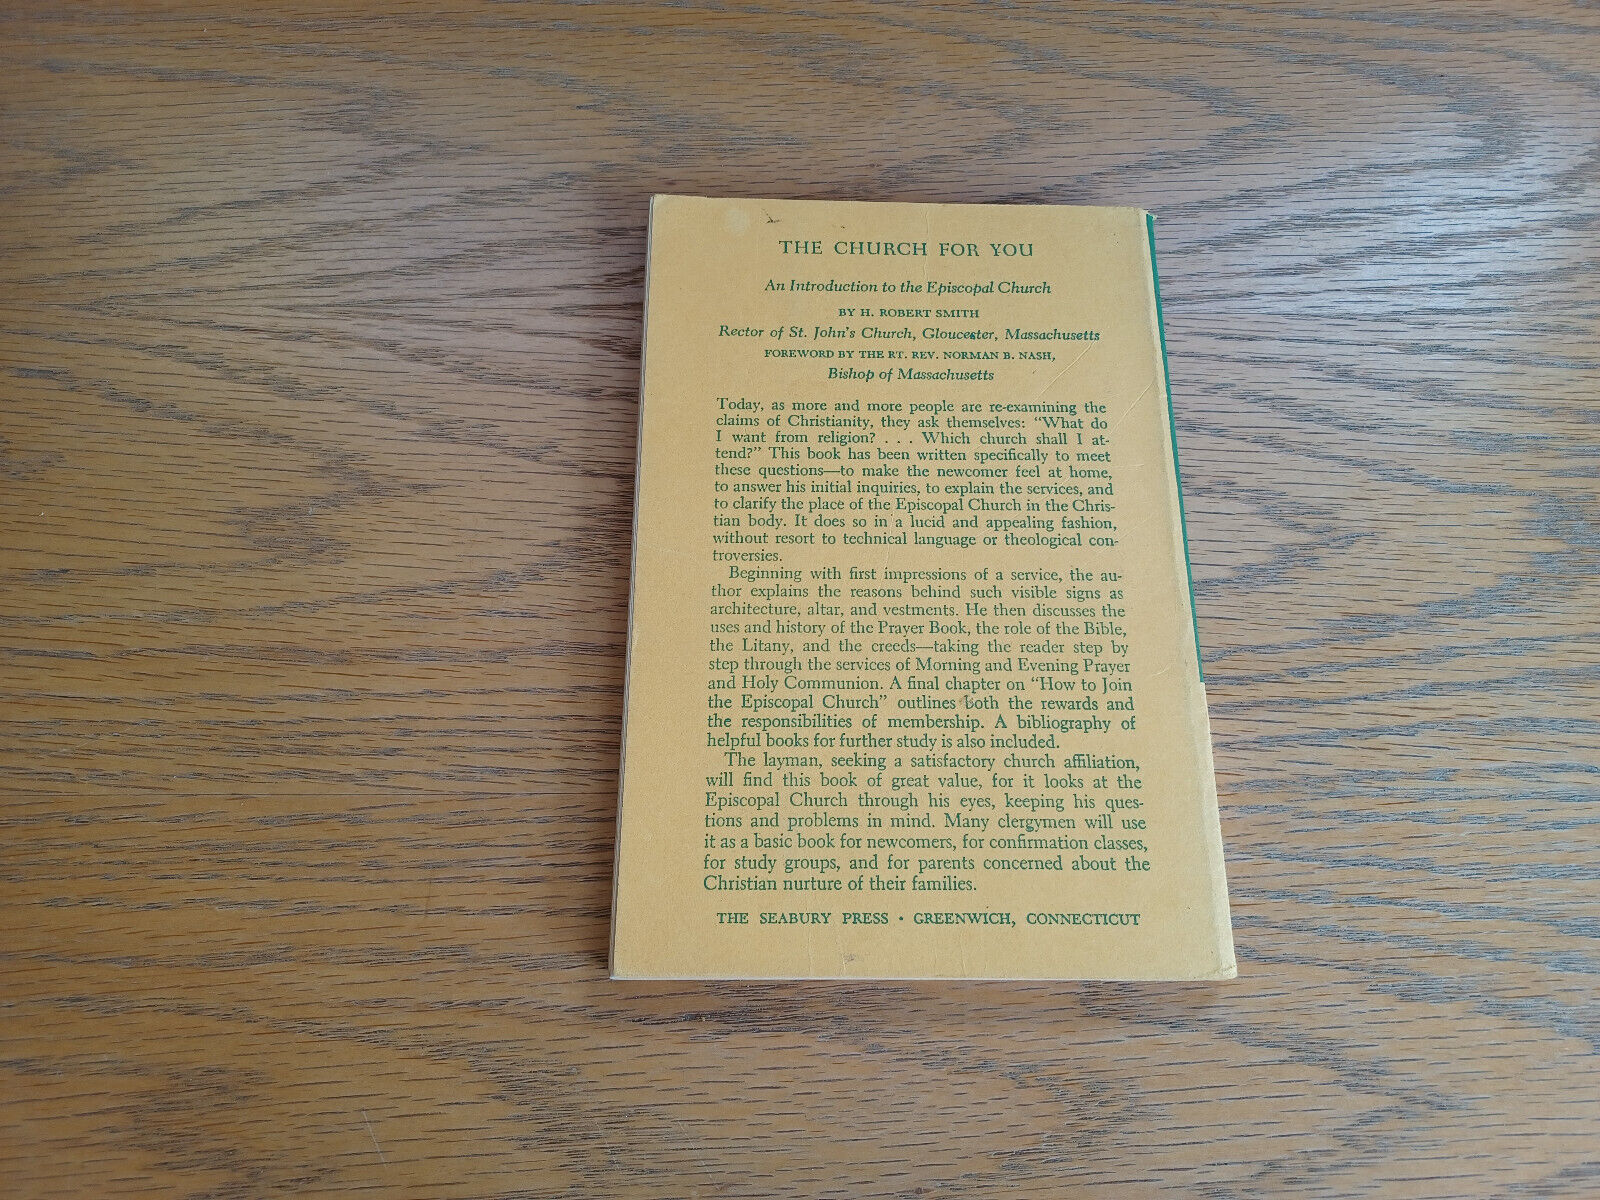 THE CHURCH FOR YOU
An Introduction to the Episcopal Church
BY H. ROBERT SMITH
Rector of St. John's Church, Gloucester, Massachusetts
FOREWORD BY THE RT. REV. NORMAN B. NASH,
Bishop of Massachusetts
Today, as more and more people are re-examining the
claims of Christianity, they ask themselves: "What do
I want from religion? . . . Which church shall I at-
tend?" This book has been written specifically to meet
these questions—to make the newcomer feel at home,
to answer his initial inquiries, to explain the services, and
to clarify the place of the Episcopal Church in the Chris-
tian body. It does so in a lucid and appealing fashion,
without resort to technical language or theological con-
troversies.
Beginning with first impressions of a service, the au-
thor explains the reasons behind such visible signs as
architecture, altar, and vestments. He then discusses the
uses and history of the Prayer Book, the role of the Bible,
the Litany, and the creeds—taking the reader step by
step through the services of Morning and Evening Prayer
and Holy Communion. A final chapter on "How to Join
the Episcopal Church" outlines both the rewards and
the responsibilities of membership. A bibliography of
helpful books for further study is also included.
The layman, seeking a satisfactory church affiliation,
will find this book of great value, for it looks at the
Episcopal Church through his eyes, keeping his ques-
tions and problems in mind. Many clergymen will use
it as a basic book for newcomers, for confirmation classes,
for study groups, and for parents concerned about the
Christian nurture of their families.
THE SEABURY PRESS • GREENWICH, CONNECTICUT